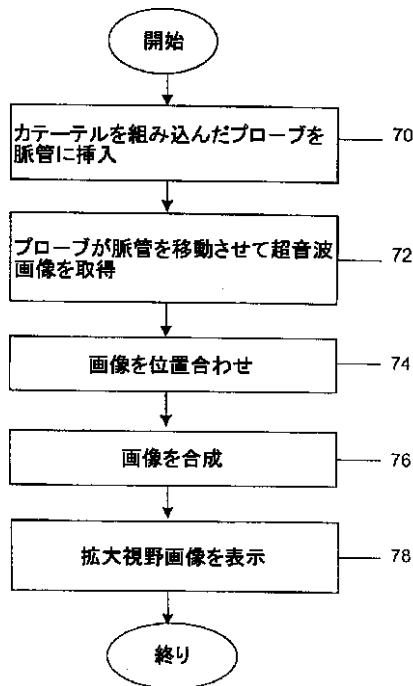 開始
カテーテルを組み込んだプローブを
脈管に挿入
70
プローブが脈管を移動させて超音波
画像を取得
72
画像を位置合わせ
74
画像を合成
76
拡大視野画像を表示
78
終り